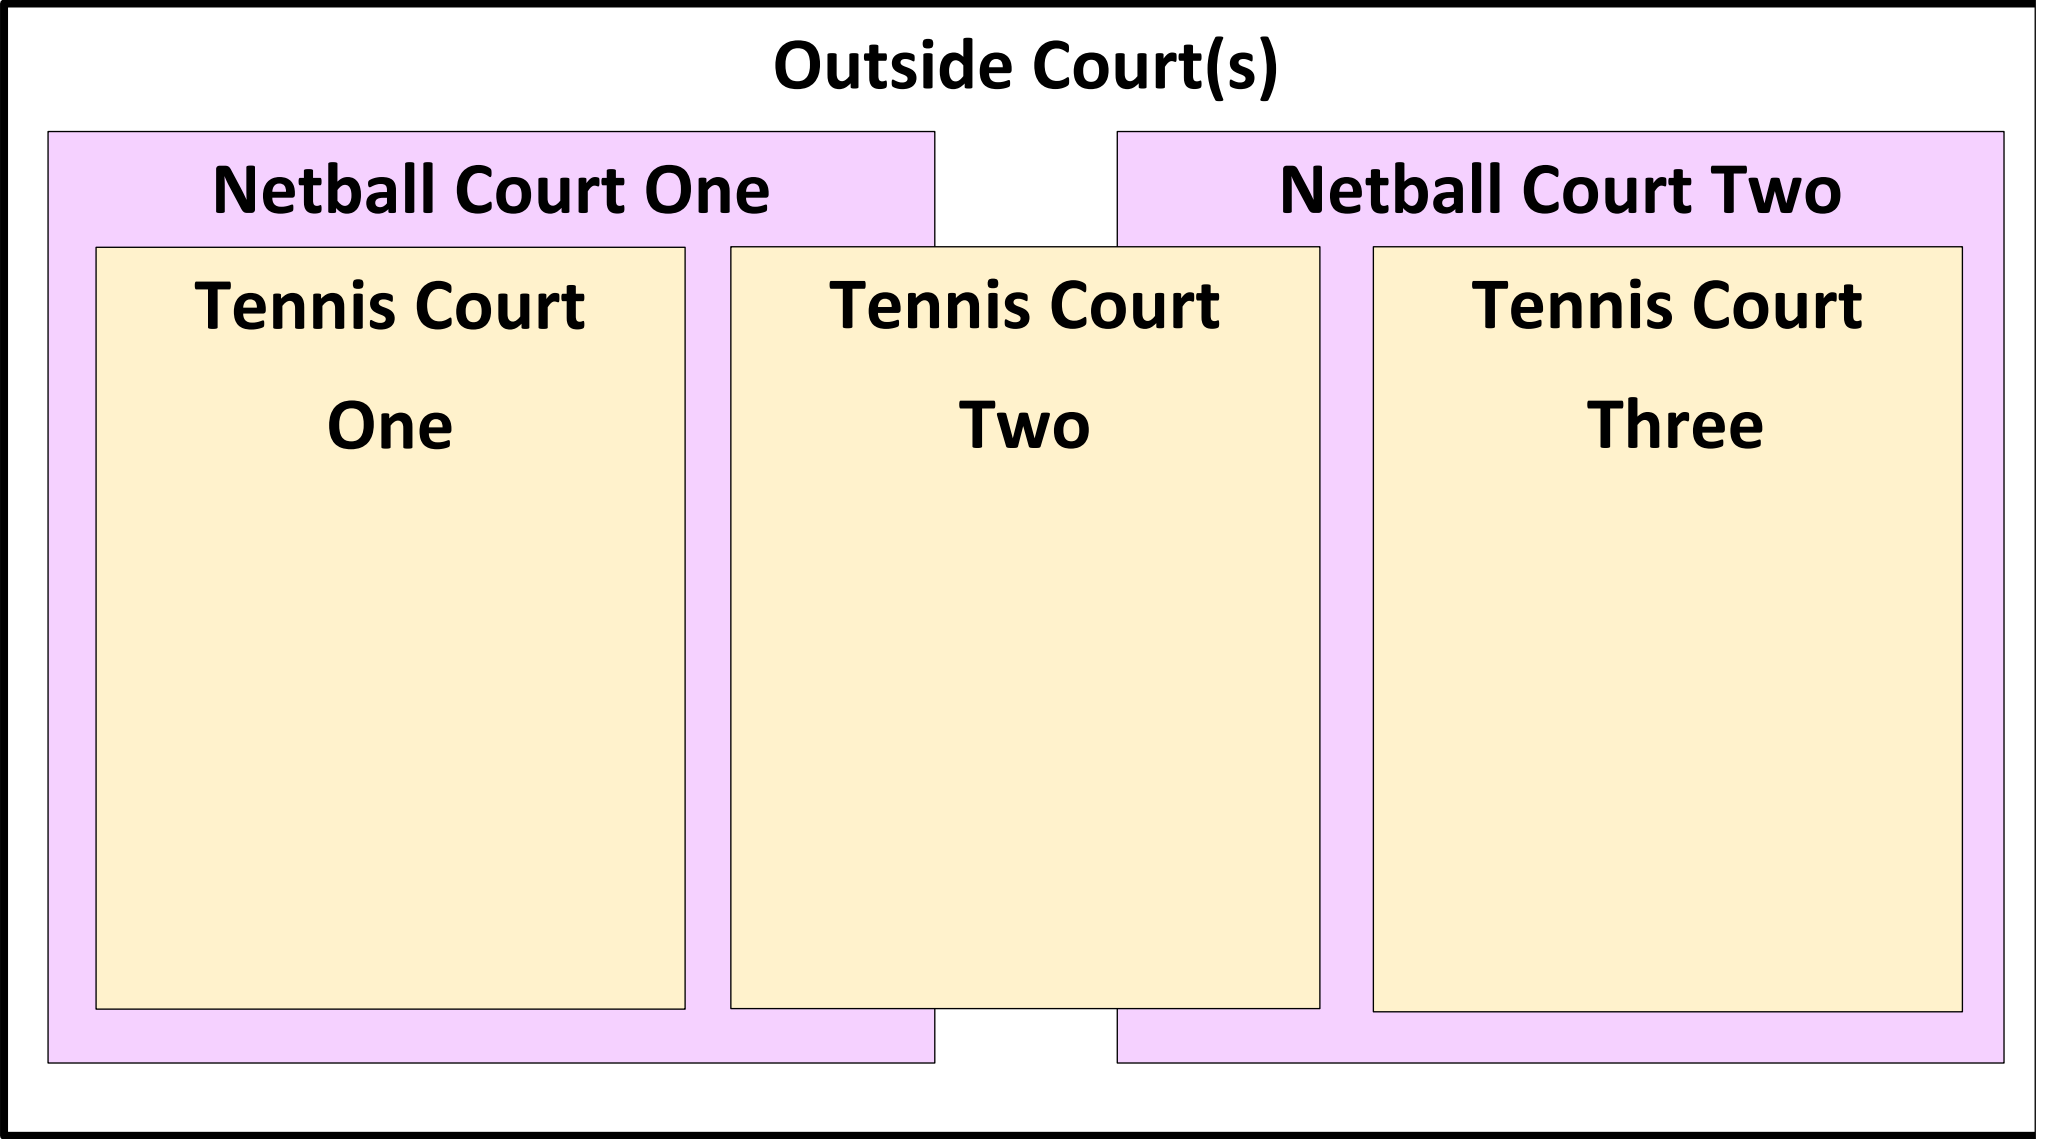 Outside Court(s)
Netball Court One
Netball Court Two
Tennis Court
One
Tennis Court
Two
Tennis Court
Three